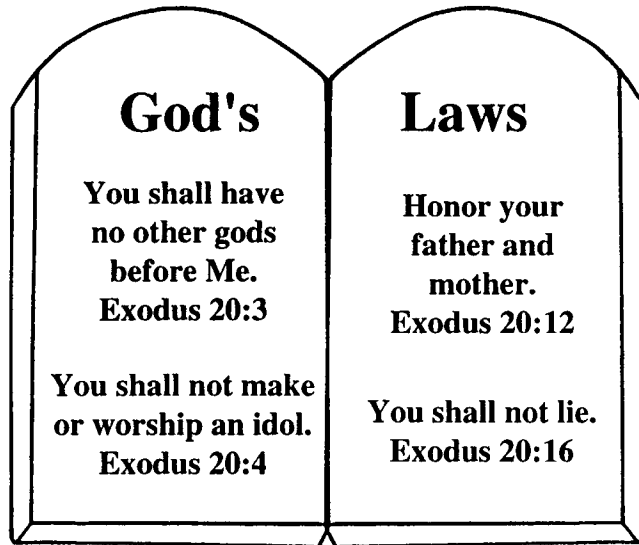 God's
You shall have
no other gods
before Me.
Exodus 20:3
You shall not make
or worship an idol.
Exodus 20:4
Laws
Honor your
father and
mother.
Exodus 20:12
You shall not lie.
Exodus 20:16